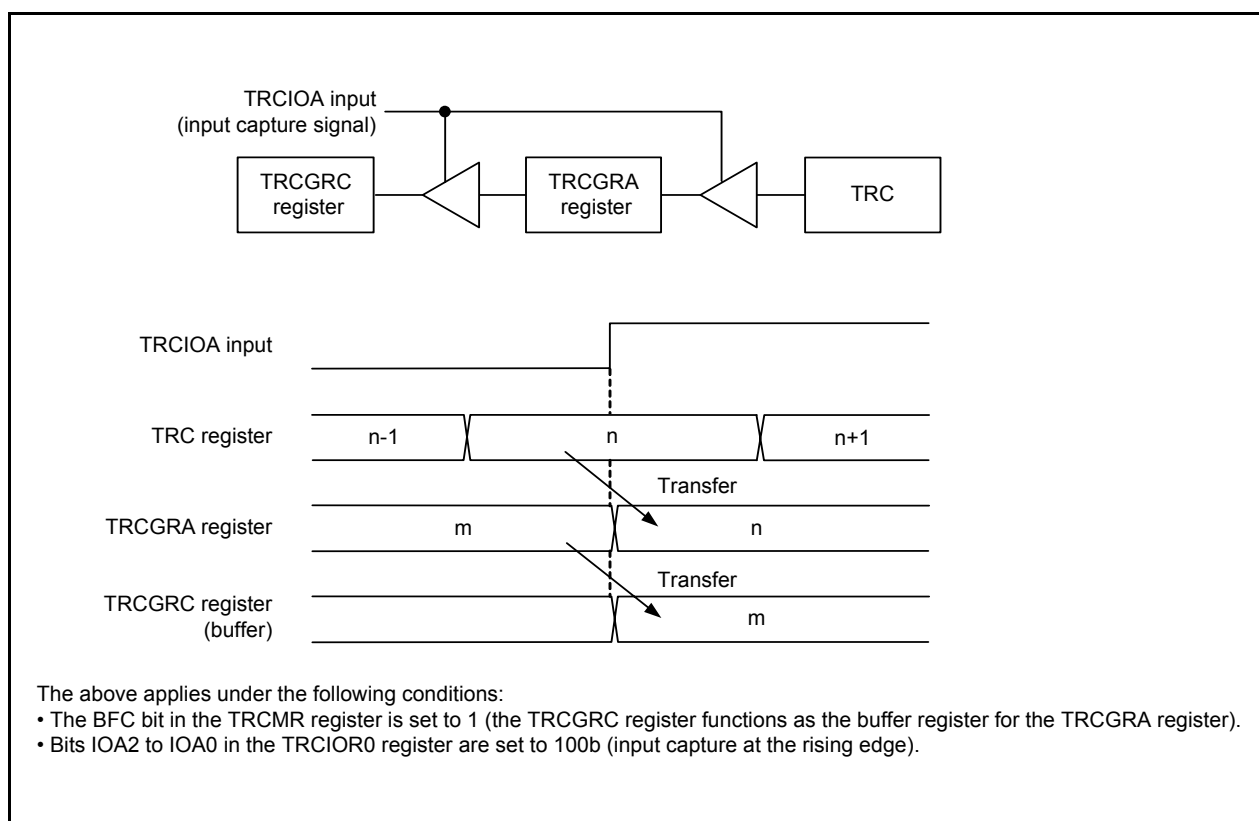 TRCIOA input
(input capture signal)
TRCGRC
register
TRCGRA
register
TRC
TRCIOA input
TRC register
n-1
n
n+1
Transfer
TRCGRA register
m
n
Transfer
TRCGRC register
(buffer)
m
The above applies under the following conditions:
• The BFC bit in the TRCMR register is set to 1 (the TRCGRC register functions as the buffer register for the TRCGRA register).
• Bits IOA2 to IOA0 in the TRCIOR0 register are set to 100b (input capture at the rising edge).